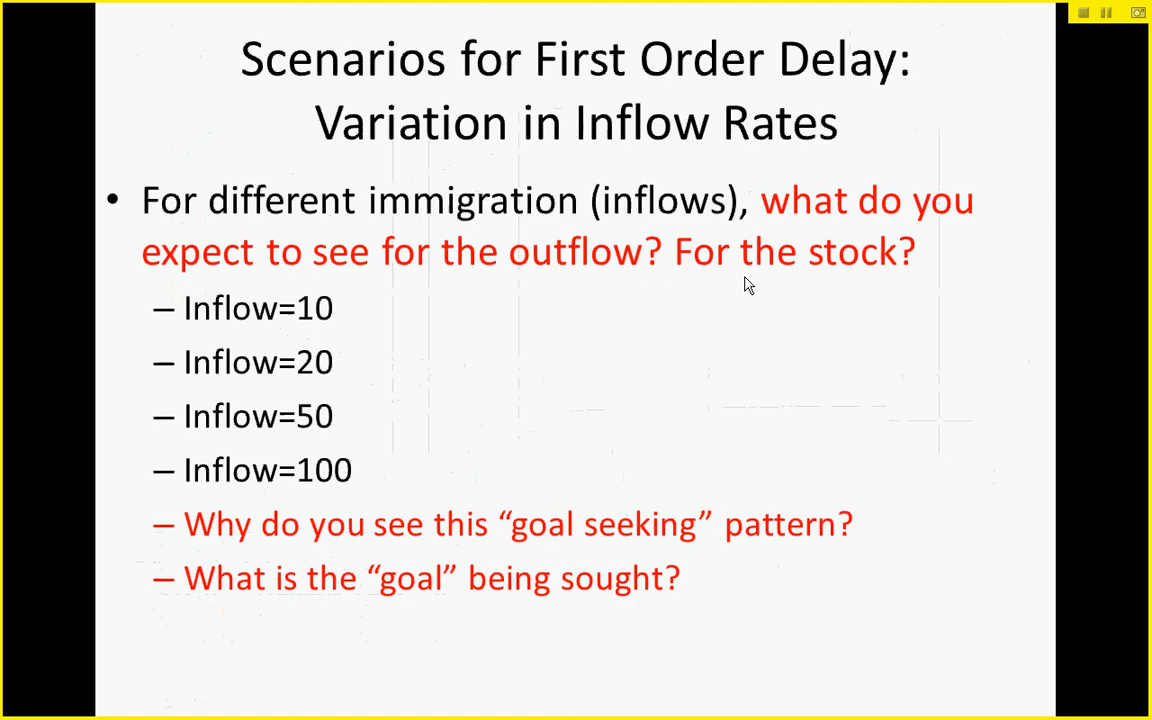 Scenarios for First Order Delay:
Variation in Inflow Rates
• For different immigration (inflows), what do you
expect to see for the outflow? For the stock?
– Inflow=10
– Inflow=20
– Inflow=50
– Inflow=100
– Why do you see this “goal seeking” pattern?
– What is the “goal” being sought?